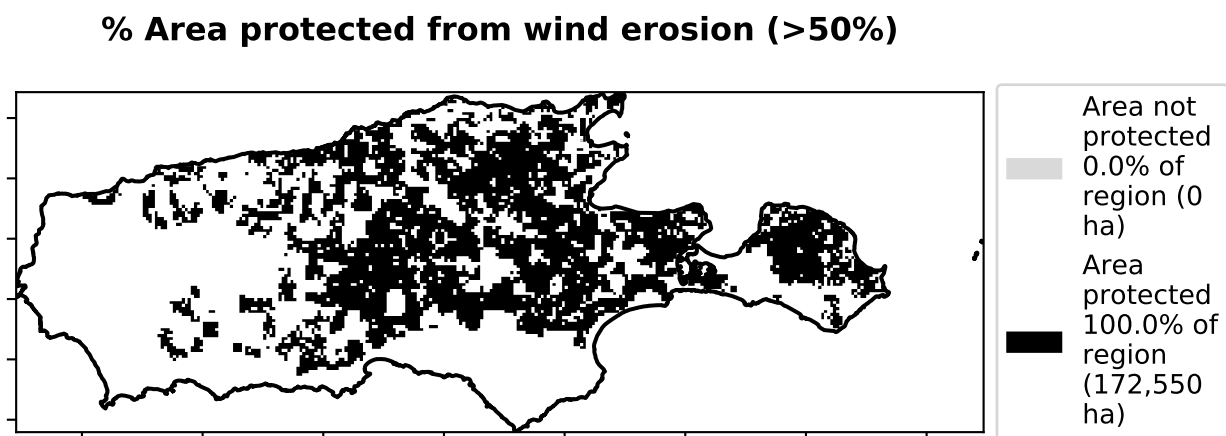 % Area protected from wind erosion (>50%)
Area not
protected
0.0% of
region (0
ha)
Area
protected
100.0% of
region
(172,550
ha)